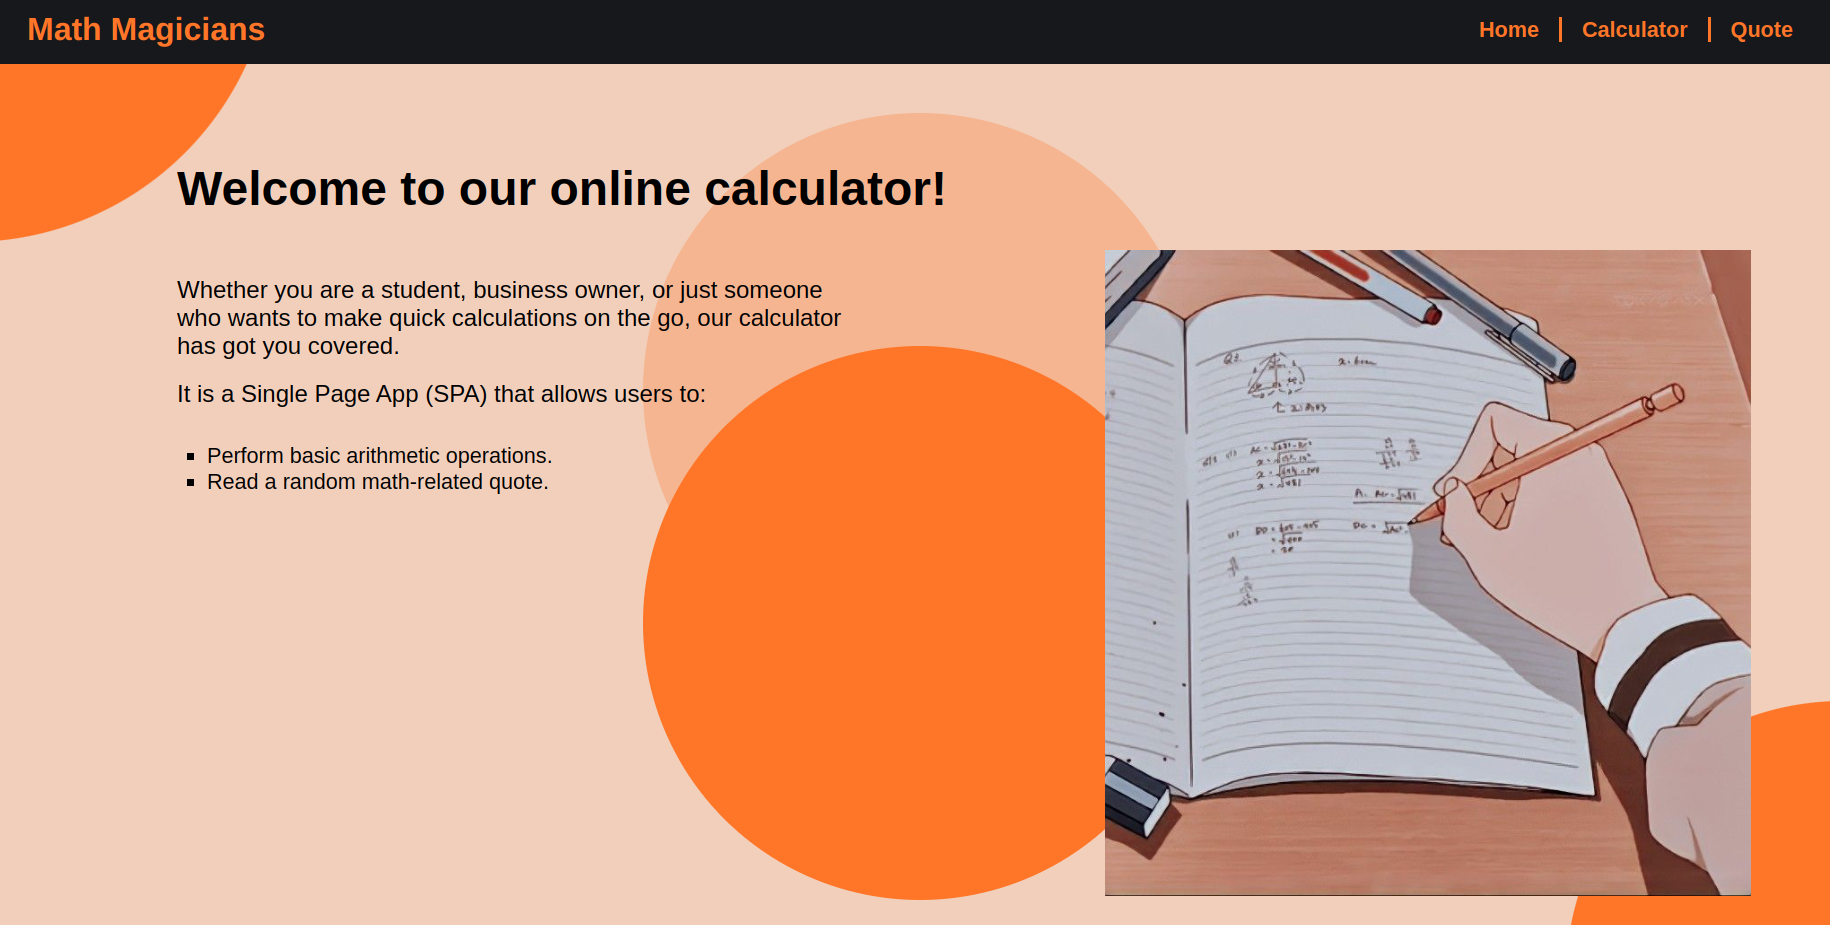 Math Magicians
Home
Calculator
Quote
Welcome to our online calculator!
Whether you are a student, business owner, or just someone
who wants to make quick calculations on the go, our calculator
has got you covered.
It is a Single Page App (SPA) that allows users to:
Perform basic arithmetic operations.
Read a random math-related quote.